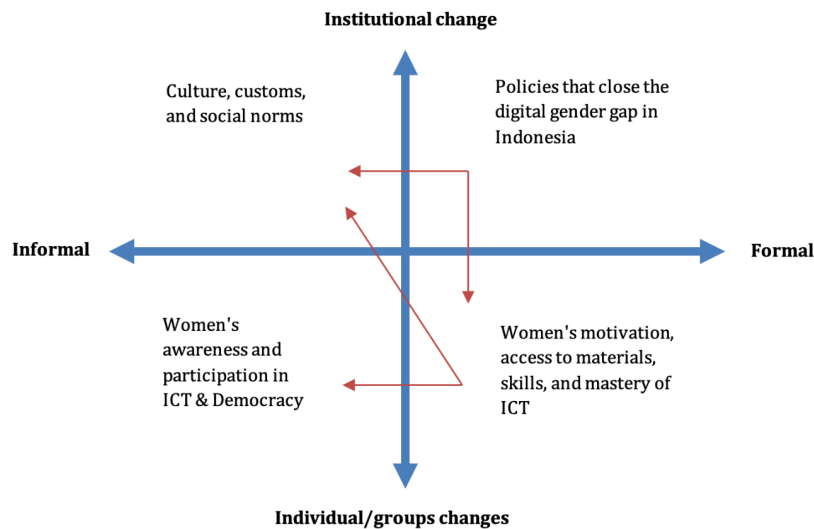 Institutional change
Culture, customs,
and social norms
Policies that close the
digital gender gap in
Indonesia
Informal
Formal
Women's
awareness and
participation in
ICT & Democracy
Women's motivation,
access to materials,
skills, and mastery of
ICT
Individual/groups changes